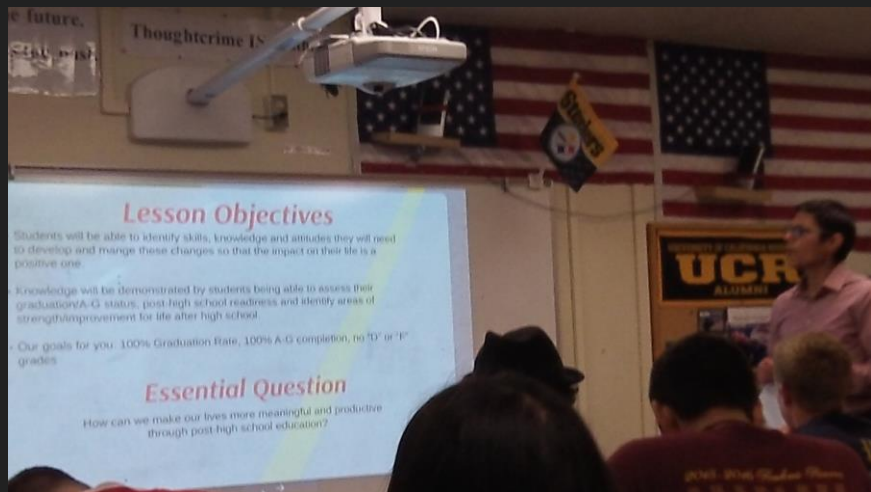 e future.
Thoughtcrime IS
Steelers
Lesson Objectives
Students will be able to identify skills, knowledge and attitudes they will need
to develop and mange these changes so that the impact on their life is a
positive one.
Knowledge will be demonstrated by students being able to assess their
graduation/A-G status, post-high school readiness and identify areas of
strength/improvement for life after high school
Our goals for you: 100% Graduation Rate, 100% A-G completion, no "D" or "F"
grades
Essential Question
How can we make our lives more meaningful and productive
through post-high school education?
UNIVERSITY OF CALIFORNIA
UCR
ALUMNI
2015-2016